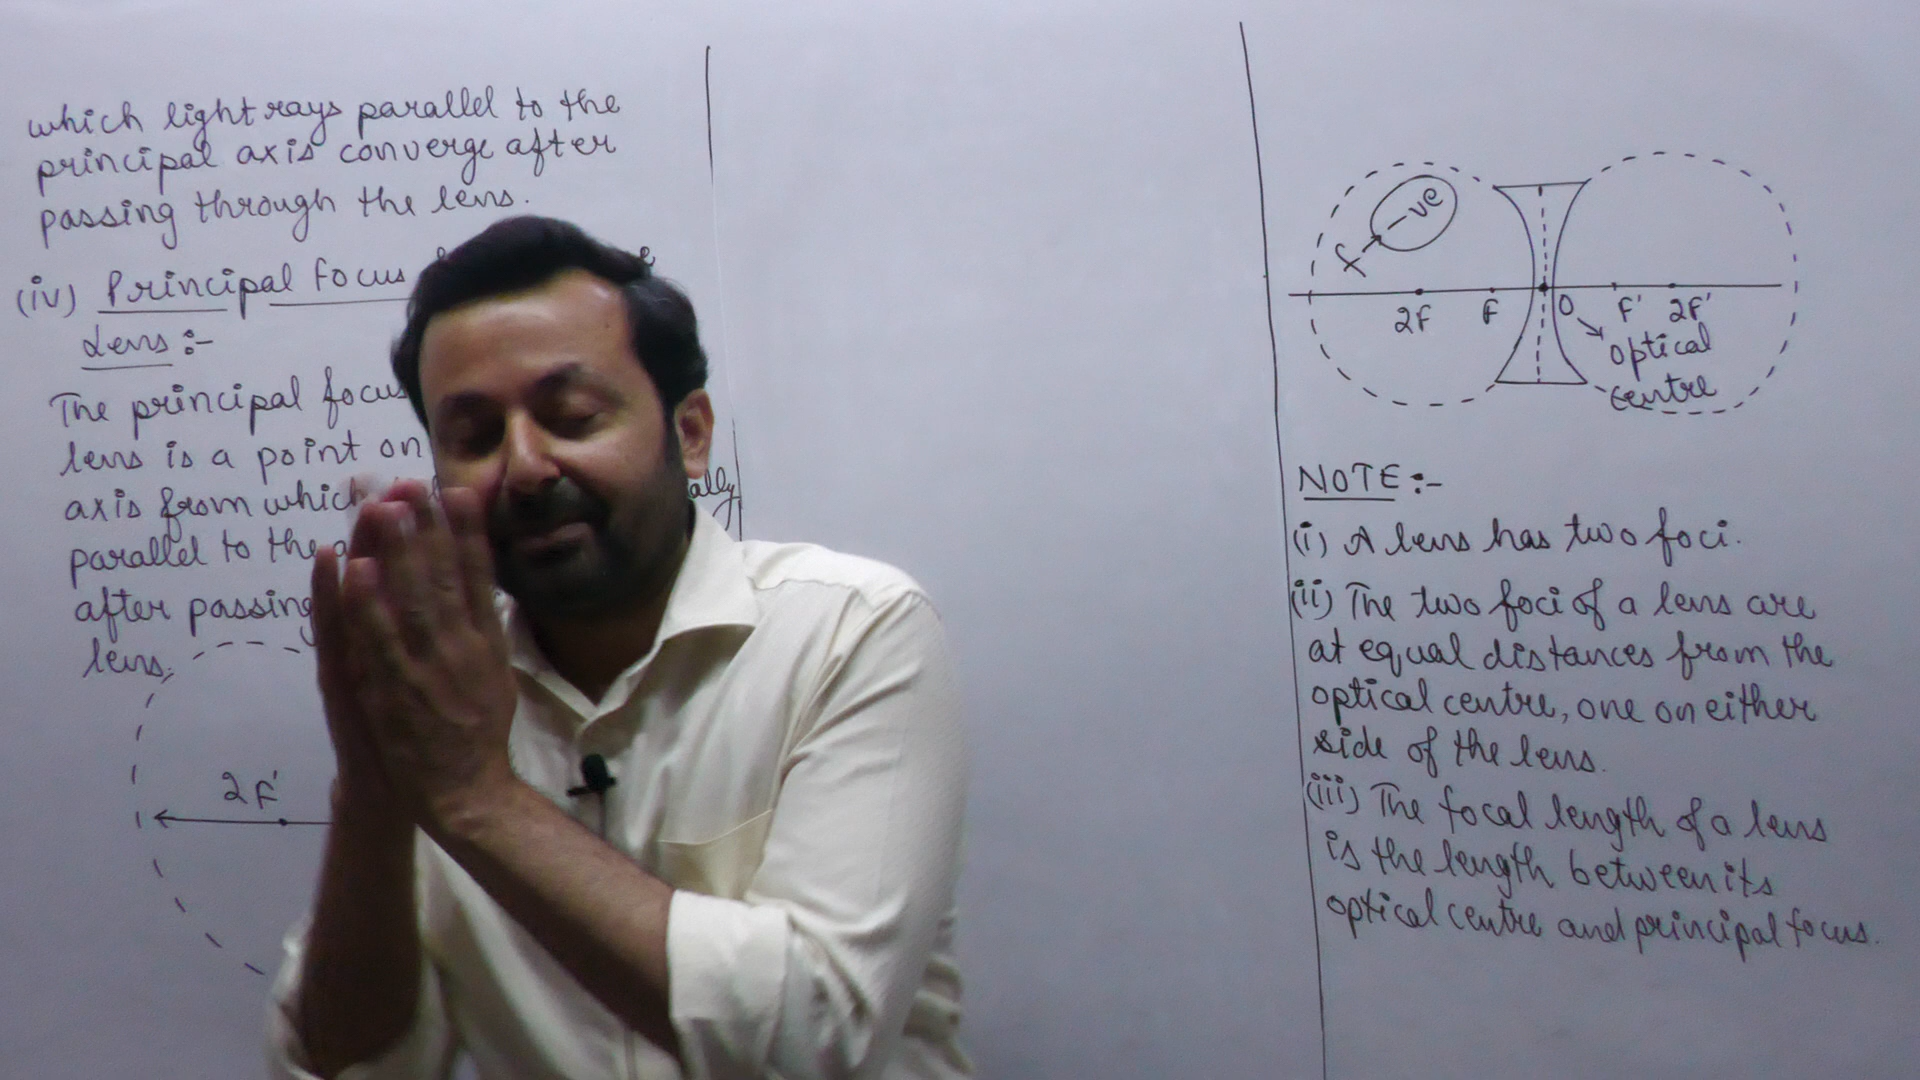 which light rays parallel to the
principal axis converge after
passing through the lens.
(iv) Principal focus
Lens :-
The principal focus
lens is a point on
axis from which
ally
parallel to the
after passing
lens.
2F'
f → -ve
2F F O F' 2F'
optical
centre
NOTE :-
(i) A lens has two foci.
(ii) The two foci of a lens are
at equal distances from the
optical centre, one on either
side of the lens.
(iii) The focal length of a lens
is the length between its
optical centre and principal focus.